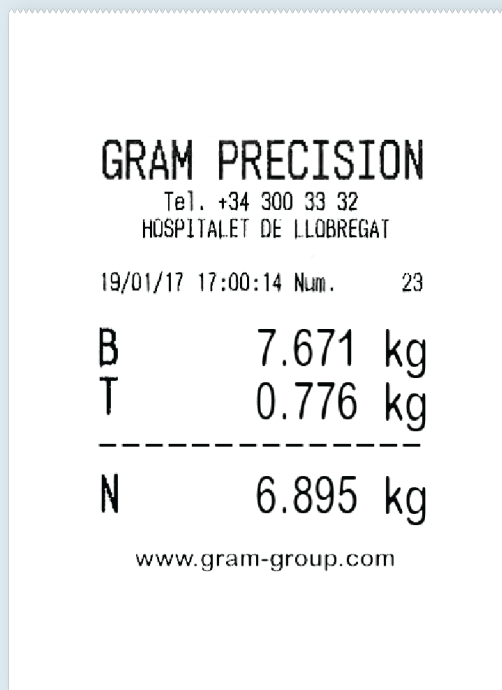 GRAM PRECISION
Tel. +34 300 33 32
HOSPITALET DE LLOBREGAT
19/01/17 17:00:14 Num. 23
B 7.671 kg
T 0.776 kg
--------------
N 6.895 kg
www.gram-group.com